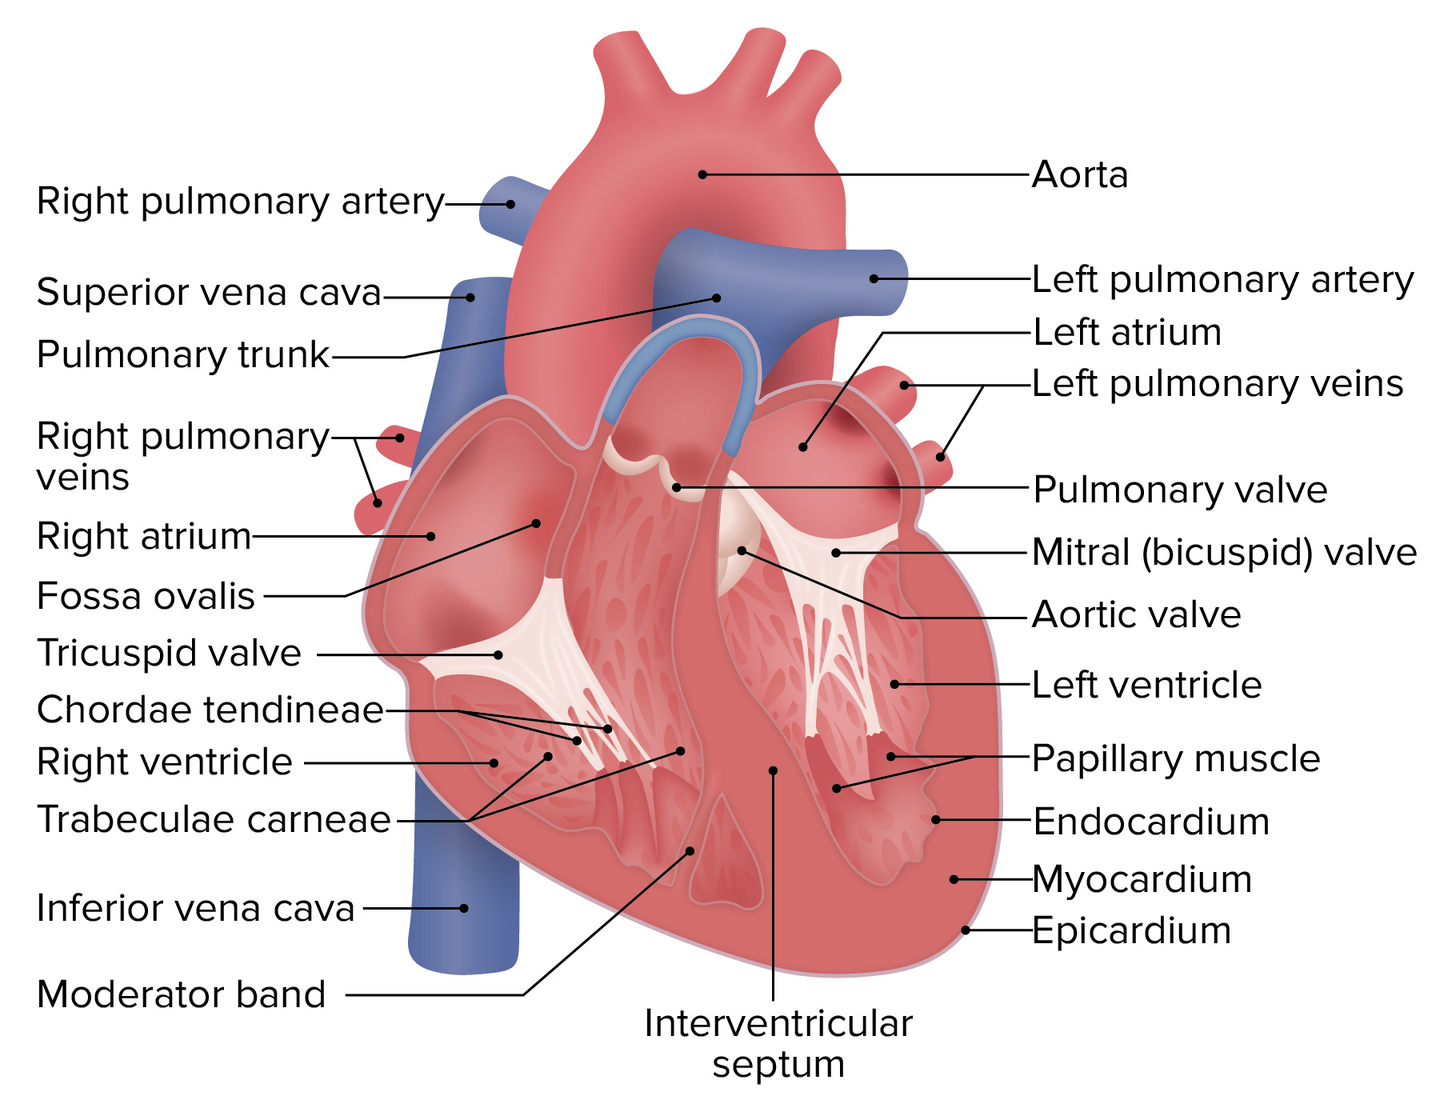 Right pulmonary artery
Superior vena cava
Pulmonary trunk
Right pulmonary
veins
Right atrium
Fossa ovalis
Tricuspid valve
Chordae tendineae
Right ventricle
Trabeculae carneae
Inferior vena cava
Moderator band
Interventricular
septum
Aorta
Left pulmonary artery
Left atrium
Left pulmonary veins
Pulmonary valve
Mitral (bicuspid) valve
Aortic valve
Left ventricle
Papillary muscle
Endocardium
Myocardium
Epicardium